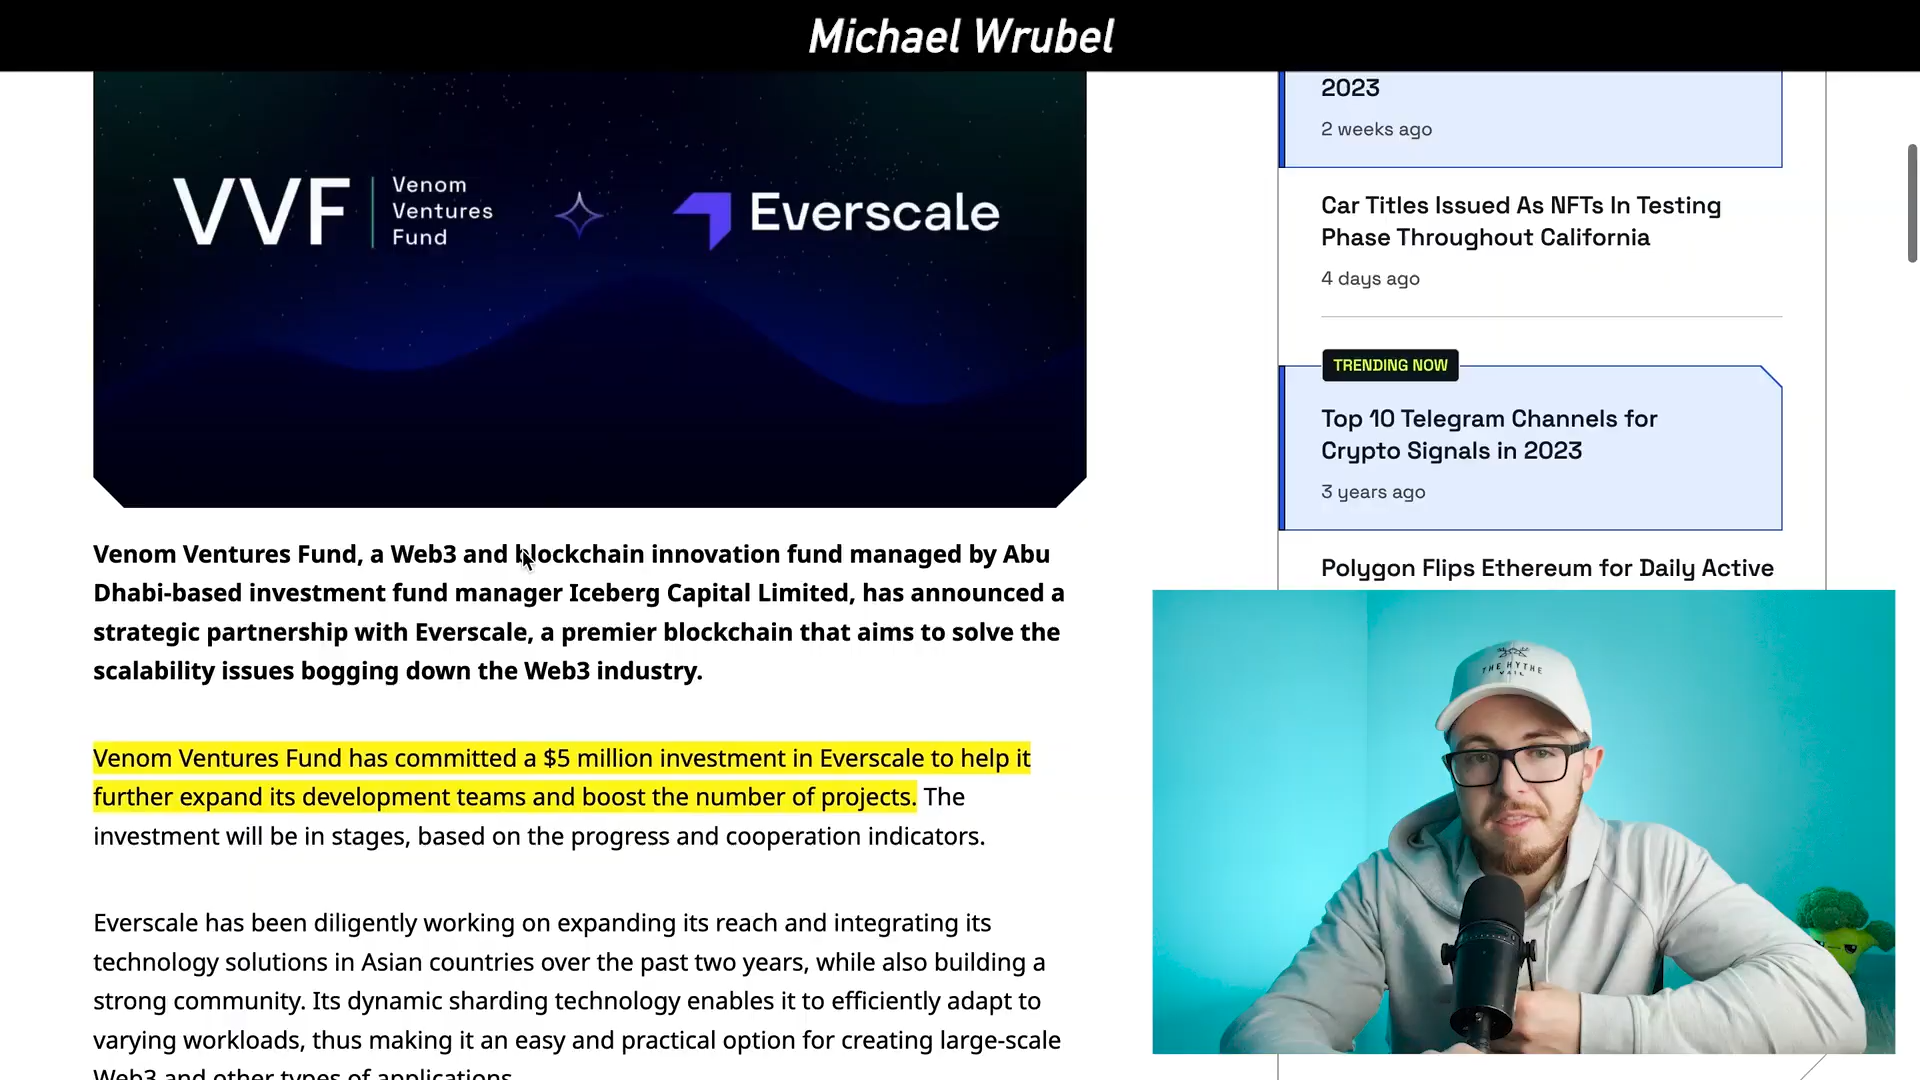 Michael Wrubel
VVF
Venom
Ventures
Fund
Everscale
Venom Ventures Fund, a Web3 and blockchain innovation fund managed by Abu
Dhabi-based investment fund manager Iceberg Capital Limited, has announced a
strategic partnership with Everscale, a premier blockchain that aims to solve the
scalability issues bogging down the Web3 industry.
Venom Ventures Fund has committed a $5 million investment in Everscale to help it
further expand its development teams and boost the number of projects. The
investment will be in stages, based on the progress and cooperation indicators.
Everscale has been diligently working on expanding its reach and integrating its
technology solutions in Asian countries over the past two years, while also building a
strong community. Its dynamic sharding technology enables it to efficiently adapt to
varying workloads, thus making it an easy and practical option for creating large-scale
Web3 and other types of applications.
2023
2 weeks ago
Car Titles Issued As NFTs In Testing
Phase Throughout California
4 days ago
TRENDING NOW
Top 10 Telegram Channels for
Crypto Signals in 2023
3 years ago
Polygon Flips Ethereum for Daily Active
THE HYTHE
VAIL